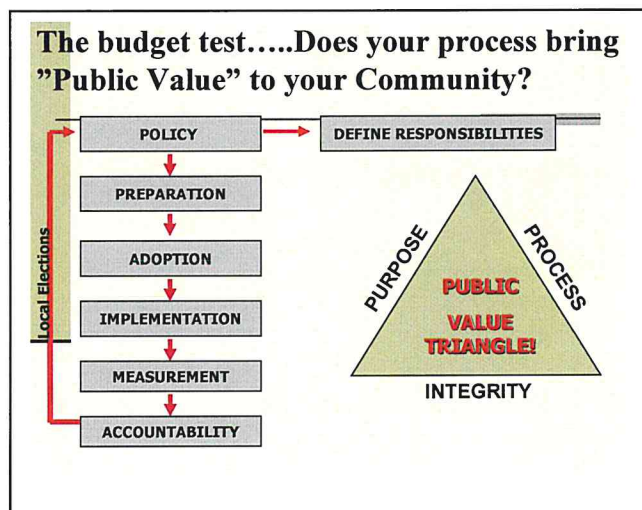 The budget test.....Does your process bring
”Public Value” to your Community?
POLICY
DEFINE RESPONSIBILITIES
PREPARATION
ADOPTION
IMPLEMENTATION
MEASUREMENT
ACCOUNTABILITY
Local Elections
PURPOSE
PROCESS
PUBLIC
VALUE
TRIANGLE!
INTEGRITY